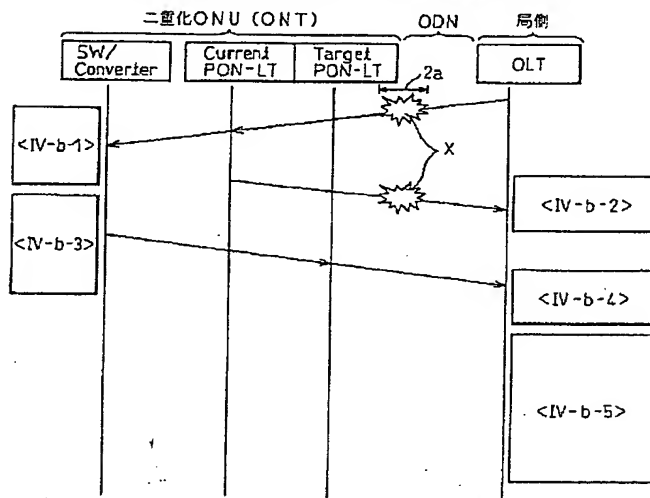 二重化ONU (ONT)
ODN
局側
SW/
Converter
Current
PON-LT
Target
PON-LT
OLT
2a
X
<IV-b-1>
<IV-b-2>
<IV-b-3>
<IV-b-4>
<IV-b-5>